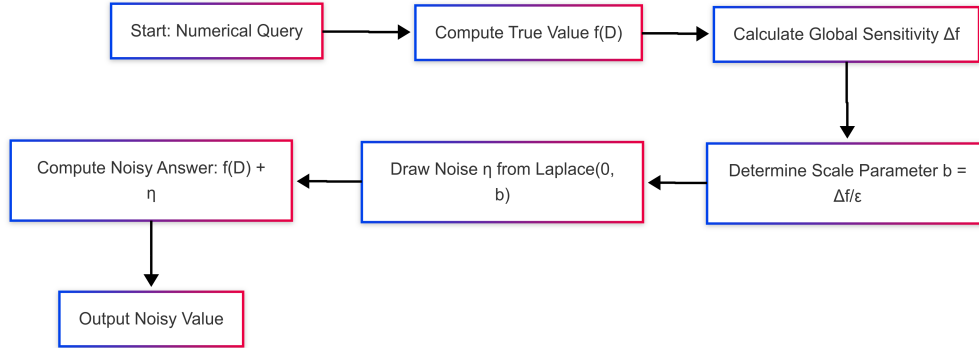 Start: Numerical Query
Compute True Value f(D)
Calculate Global Sensitivity Δf
Determine Scale Parameter b =
Δf/ε
Draw Noise η from Laplace(0,
b)
Compute Noisy Answer: f(D) +
η
Output Noisy Value